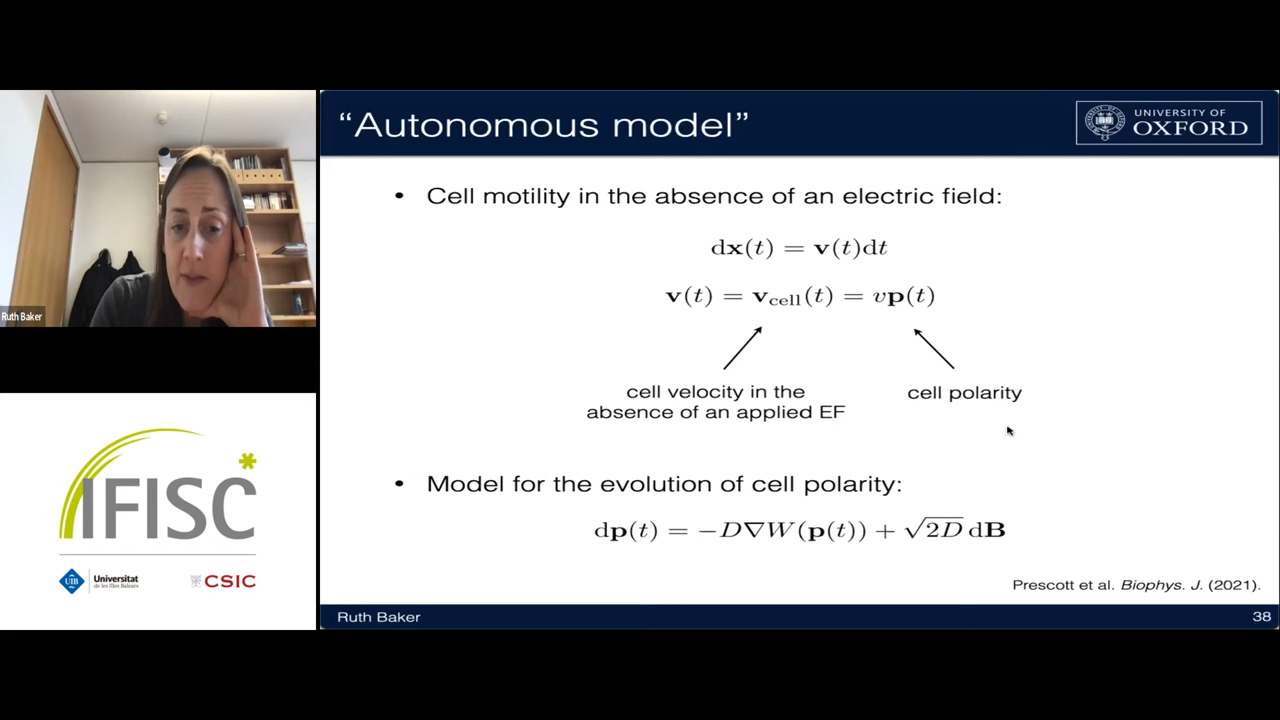 “Autonomous model”
UNIVERSITY OF
OXFORD
• Cell motility in the absence of an electric field:
dx(t) = v(t)dt
v(t) = v_cell(t) = vp(t)
cell velocity in the
absence of an applied EF
cell polarity
• Model for the evolution of cell polarity:
dp(t) = −D∇W(p(t)) + √2D dB
Prescott et al. Biophys. J. (2021).
Ruth Baker
38
Ruth Baker
IFISC
UIB
Universitat
de les Illes Balears
CSIC